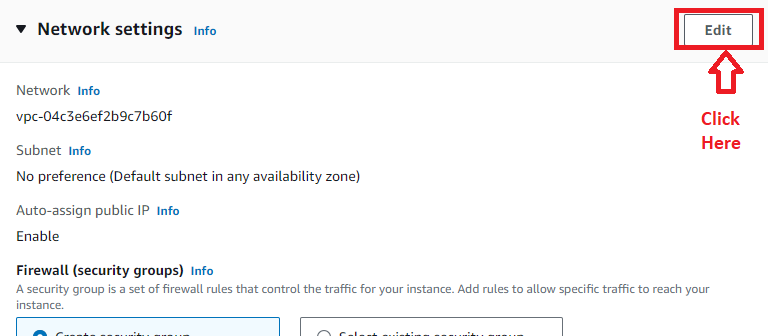 Network settings Info
Edit
Network Info
vpc-04c3e6ef2b9c7b60f
Click
Here
Subnet Info
No preference (Default subnet in any availability zone)
Auto-assign public IP Info
Enable
Firewall (security groups) Info
A security group is a set of firewall rules that control the traffic for your instance. Add rules to allow specific traffic to reach your
instance.
Create security group
Select existing security group